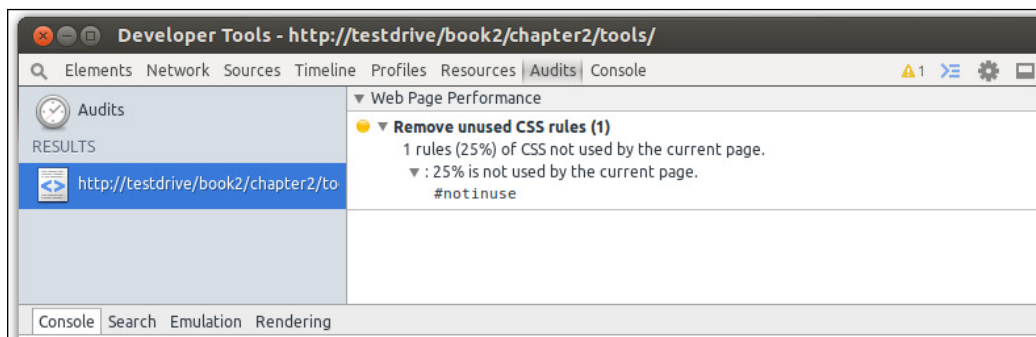 Developer Tools - http://testdrive/book2/chapter2/tools/
Elements Network Sources Timeline Profiles Resources Audits Console 1
Audits
RESULTS
http://testdrive/book2/chapter2/to
Web Page Performance
Remove unused CSS rules (1)
1 rules (25%) of CSS not used by the current page.
: 25% is not used by the current page.
#notinuse
Console Search Emulation Rendering